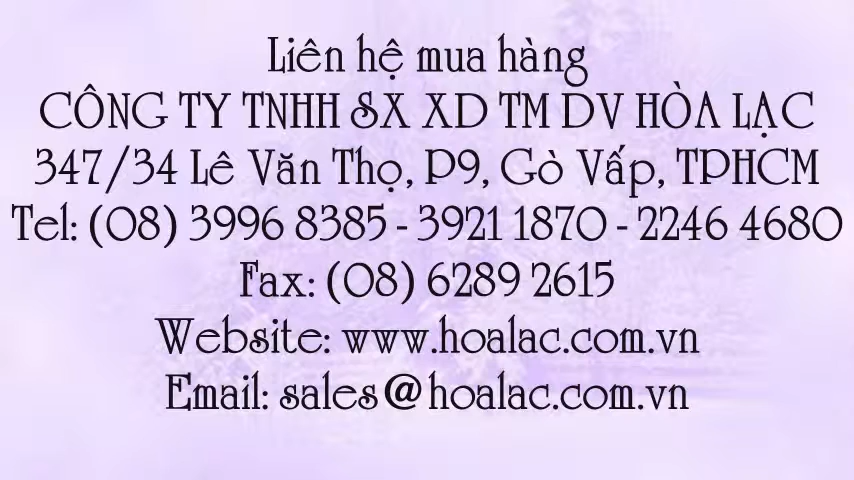 Liên hệ mua hàng
CÔNG TY TNHH SX XD TM DV HÒA LẠC
347/34 Lê Văn Thọ, P9, Gò Vấp, TPHCM
Tel: (08) 3996 8385 - 3921 1870 - 2246 4680
Fax: (08) 6289 2615
Website: www.hoalac.com.vn
Email: sales@hoalac.com.vn